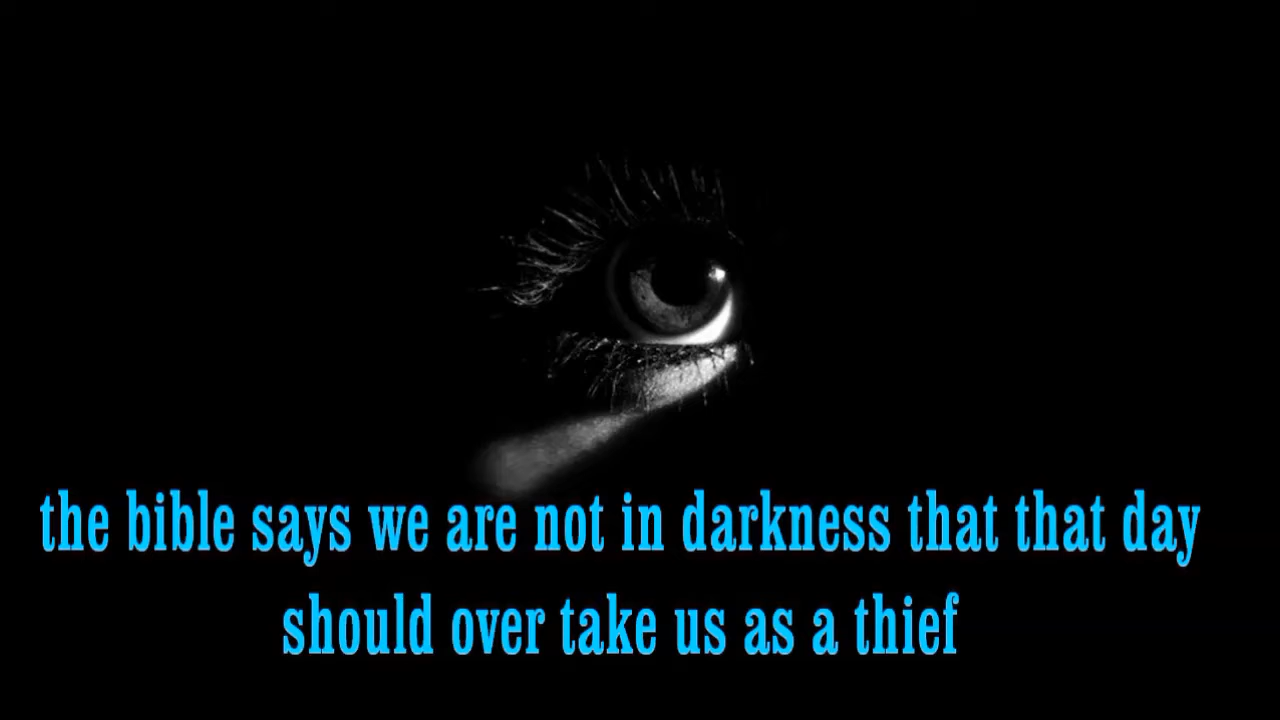 the bible says we are not in darkness that that day
should over take us as a thief